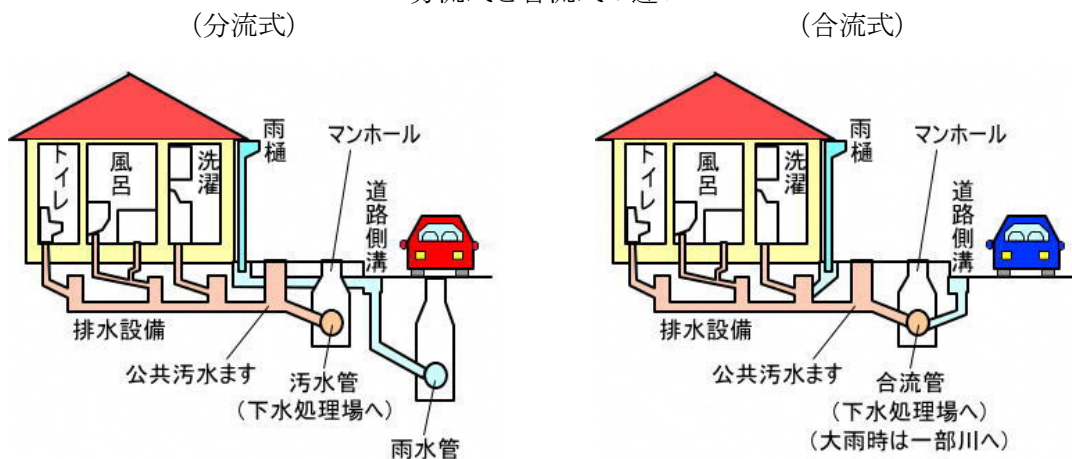 (分流式)
(合流式)
雨樋
マンホール
トイレ
風呂
洗濯
道路側溝
排水設備
公共汚水ます
汚水管
(下水処理場へ)
雨水管
雨樋
マンホール
トイレ
風呂
洗濯
道路側溝
排水設備
公共汚水ます
合流管
(下水処理場へ)
(大雨時は一部川へ)